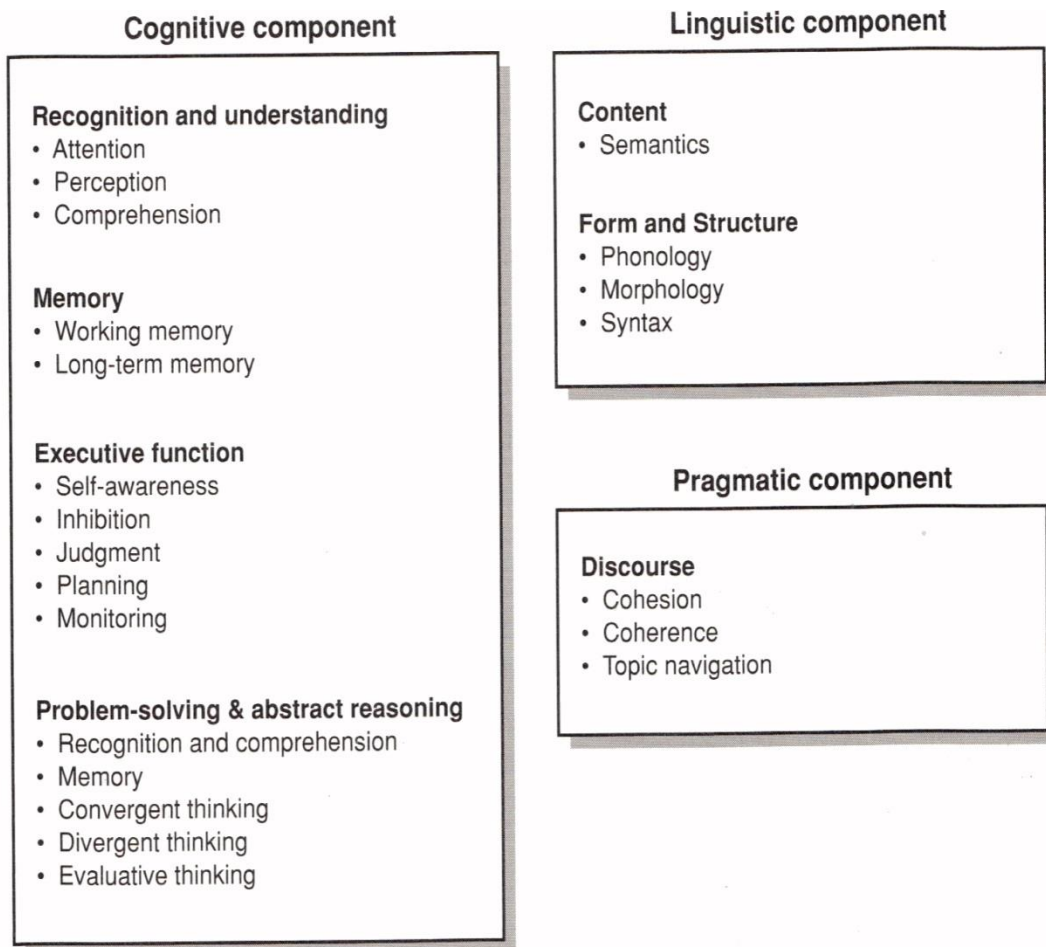 Cognitive component
Recognition and understanding
• Attention
• Perception
• Comprehension
Memory
• Working memory
• Long-term memory
Executive function
• Self-awareness
• Inhibition
• Judgment
• Planning
• Monitoring
Problem-solving & abstract reasoning
• Recognition and comprehension
• Memory
• Convergent thinking
• Divergent thinking
• Evaluative thinking
Linguistic component
Content
• Semantics
Form and Structure
• Phonology
• Morphology
• Syntax
Pragmatic component
Discourse
• Cohesion
• Coherence
• Topic navigation